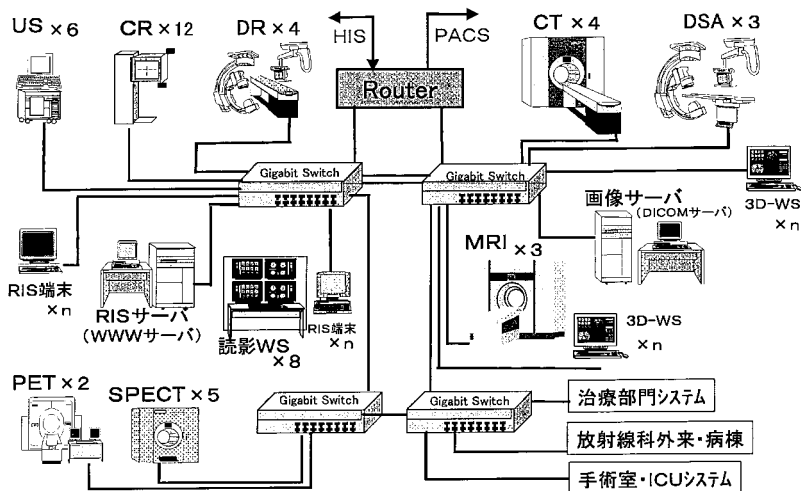 US×6
CR×12
DR×4
HIS
PACS
CT×4
DSA×3
Router
Gigabit Switch
Gigabit Switch
3D-WS
×n
画像サーバ
(DICOMサーバ)
MRI×3
RIS端末
×n
RISサーバ
(WWWサーバ)
読影WS
×8
RIS端末
×n
3D-WS
×n
PET×2
SPECT×5
Gigabit Switch
Gigabit Switch
治療部門システム
放射線科外来・病棟
手術室・ICUシステム